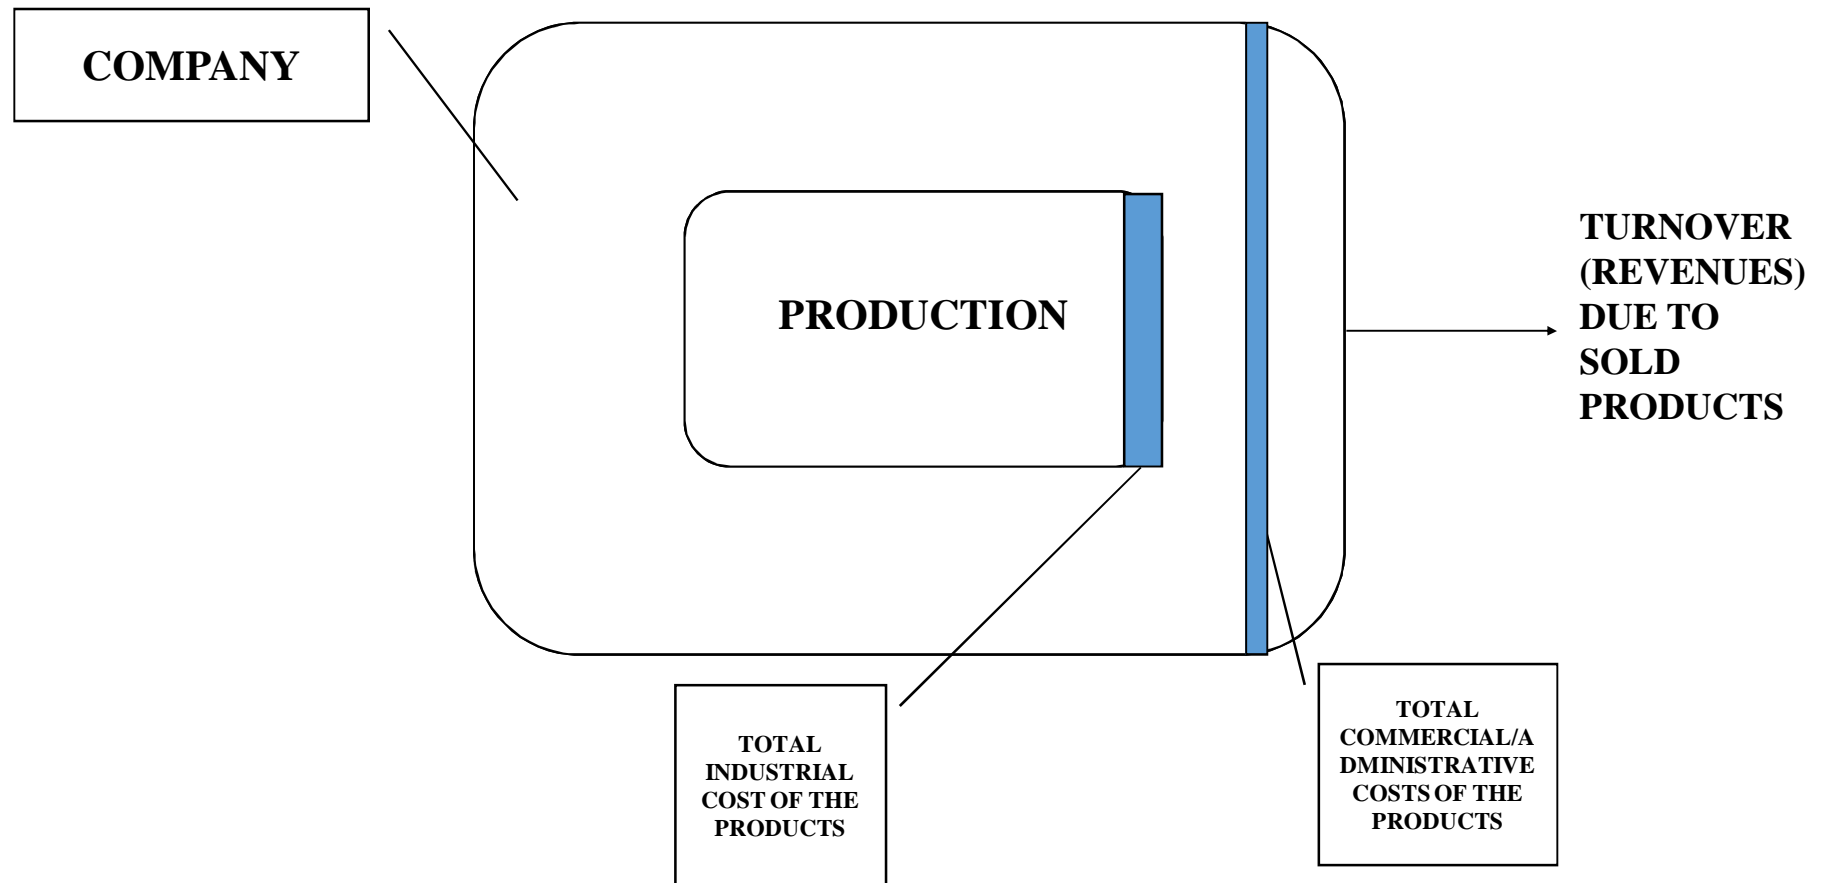 COMPANY
PRODUCTION
TURNOVER
(REVENUES)
DUE TO
SOLD
PRODUCTS
TOTAL
INDUSTRIAL
COST OF THE
PRODUCTS
TOTAL
COMMERCIAL/A
DMINISTRATIVE
COSTS OF THE
PRODUCTS